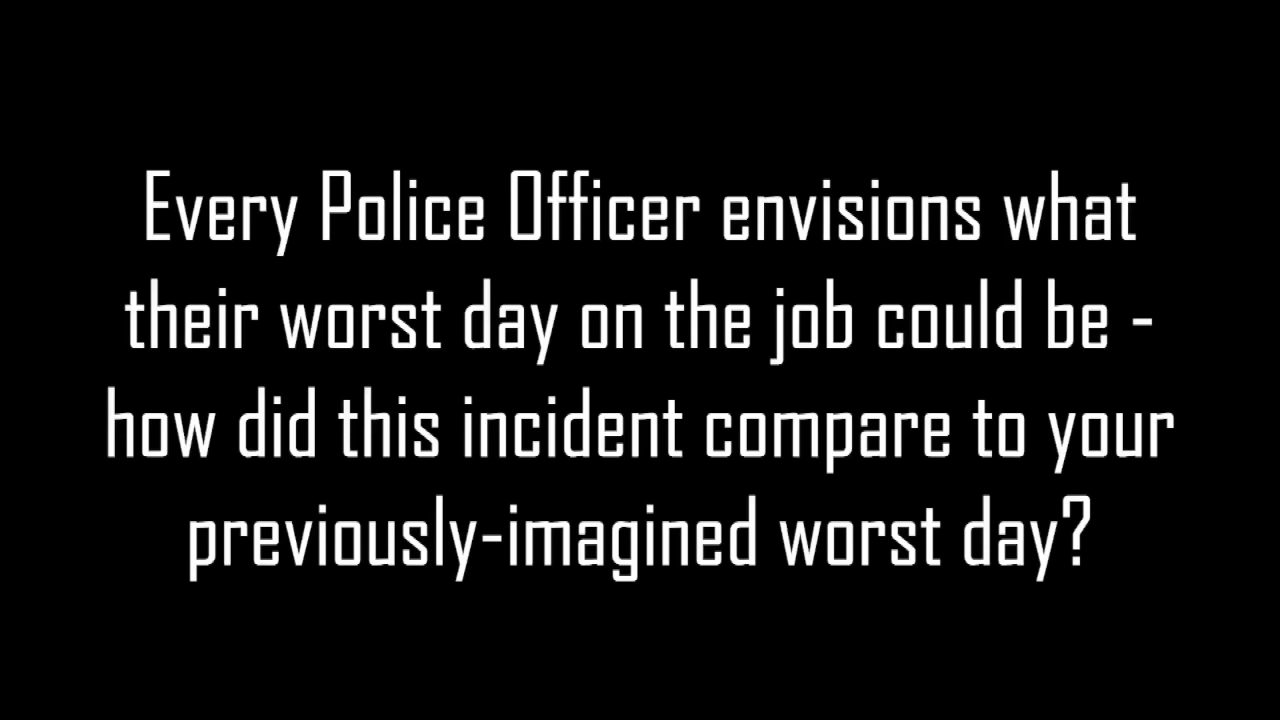 Every Police Officer envisions what
their worst day on the job could be -
how did this incident compare to your
previously-imagined worst day?